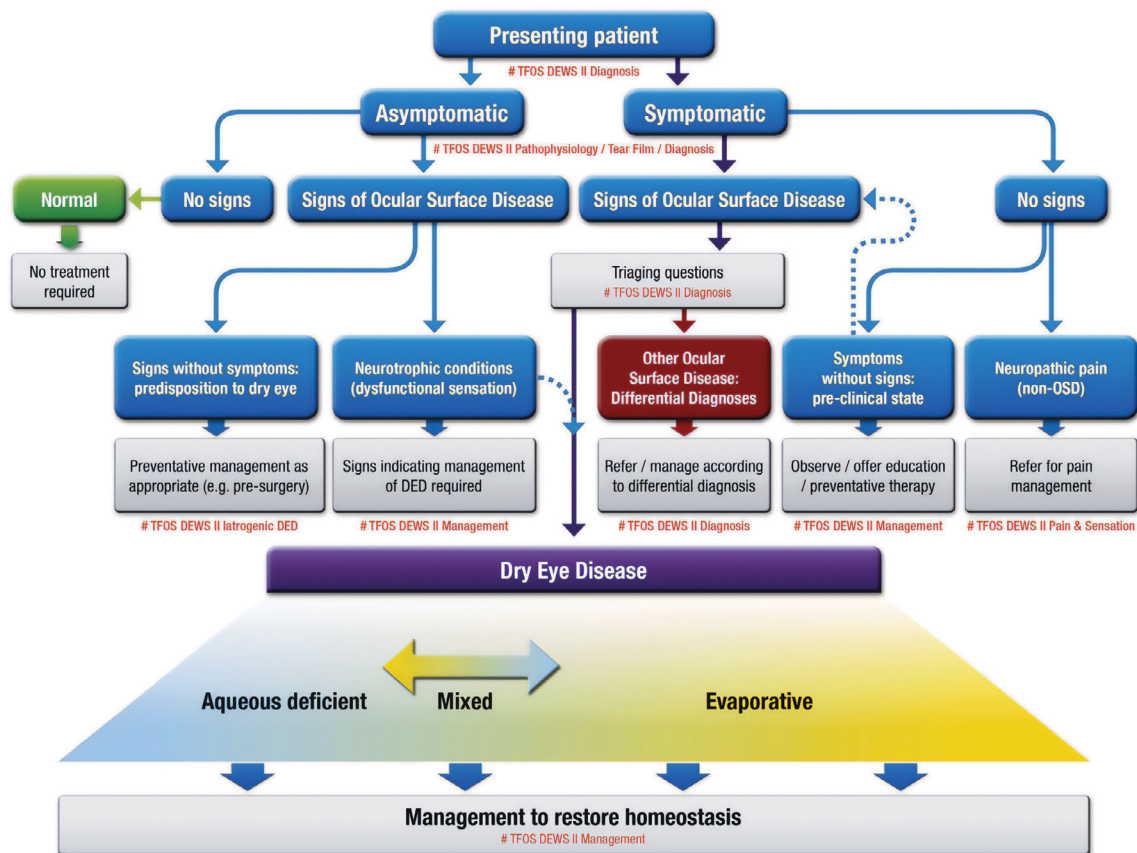 Presenting patient
# TFOS DEWS II Diagnosis
Asymptomatic
Symptomatic
# TFOS DEWS II Pathophysiology / Tear Film / Diagnosis
Normal
No signs
Signs of Ocular Surface Disease
Signs of Ocular Surface Disease
No signs
No treatment
required
Triaging questions
# TFOS DEWS II Diagnosis
Signs without symptoms:
predisposition to dry eye
Neurotrophic conditions
(dysfunctional sensation)
Other Ocular
Surface Disease:
Differential Diagnoses
Symptoms
without signs:
pre-clinical state
Neuropathic pain
(non-OSD)
Preventative management as
appropriate (e.g. pre-surgery)
Signs indicating management
of DED required
Refer / manage according
to differential diagnosis
Observe / offer education
/ preventative therapy
Refer for pain
management
# TFOS DEWS II Iatrogenic DED
# TFOS DEWS II Management
# TFOS DEWS II Diagnosis
# TFOS DEWS II Management
# TFOS DEWS II Pain & Sensation
Dry Eye Disease
Aqueous deficient
Mixed
Evaporative
Management to restore homeostasis
# TFOS DEWS II Management